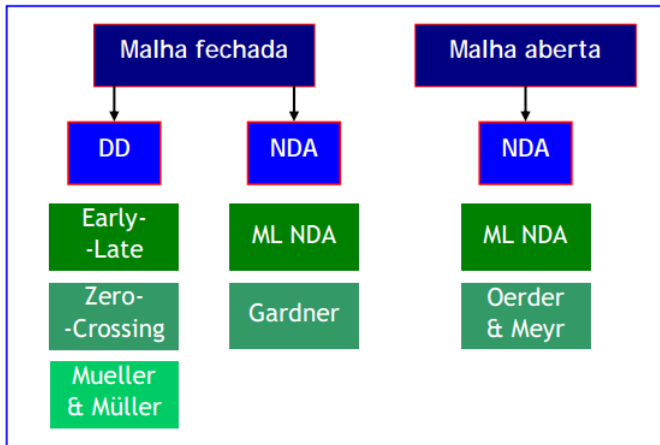 Malha fechada
Malha aberta
DD
NDA
NDA
Early-
-Late
ML NDA
ML NDA
Zero-
-Crossing
Gardner
Oerder
& Meyr
Mueller
& Müller